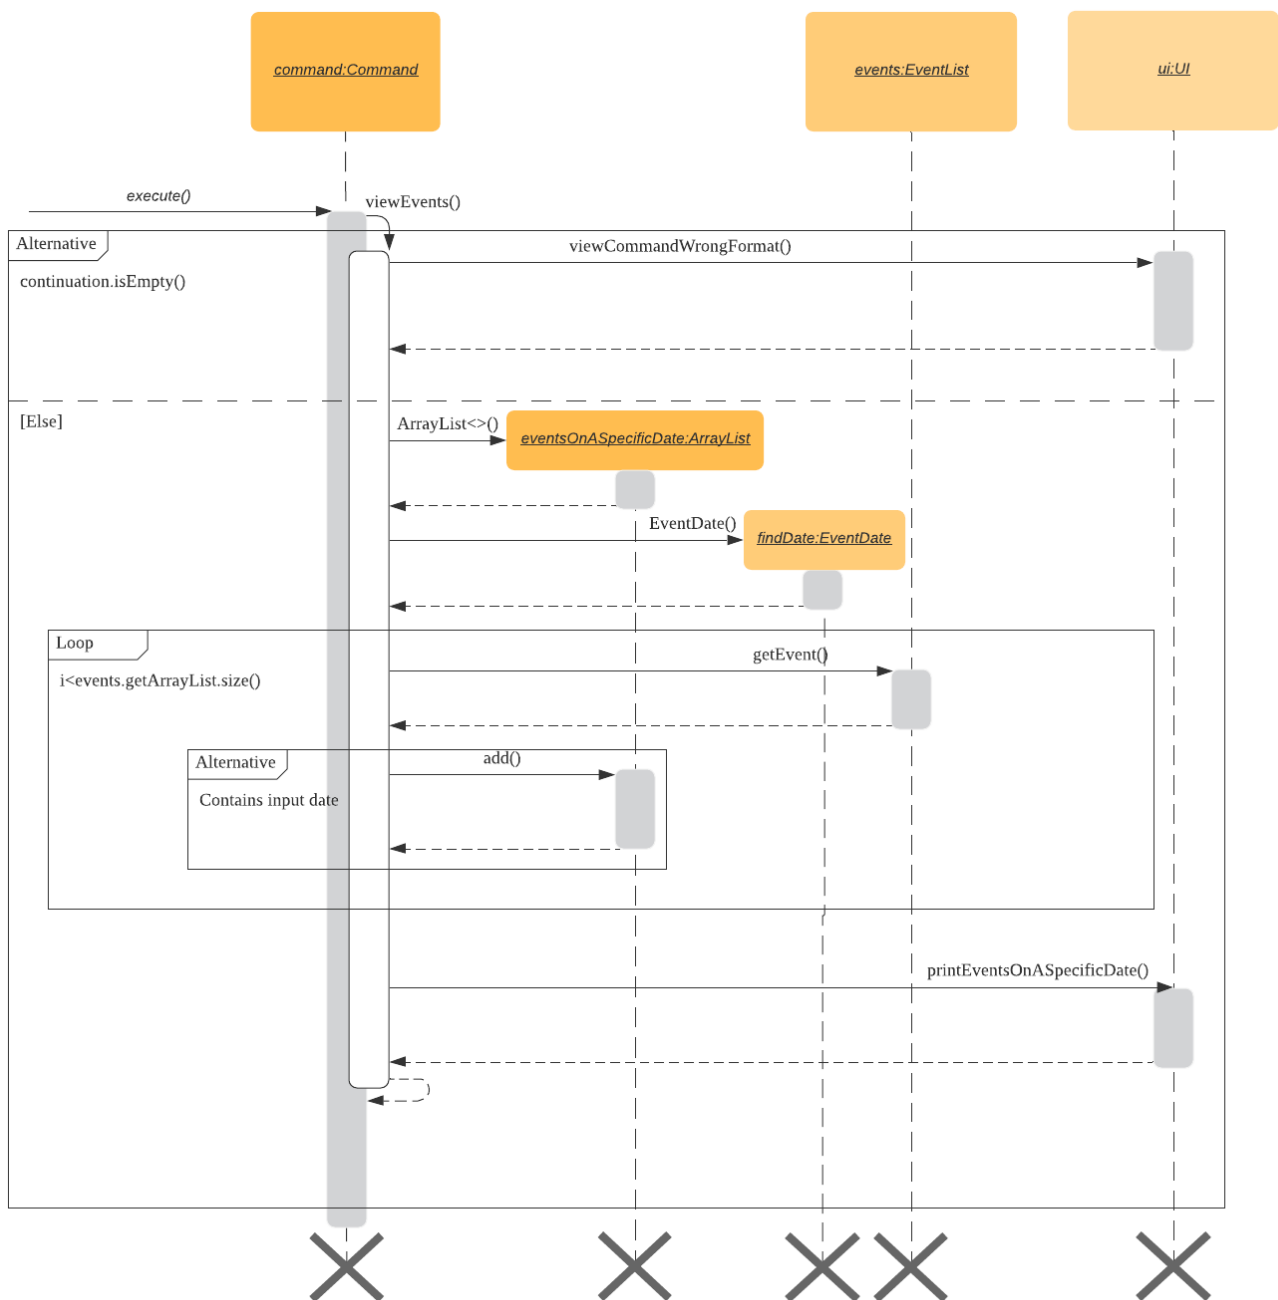 command:Command
events:EventList
ui:UI
execute()
viewEvents()
Alternative
viewCommandWrongFormat()
continuation.isEmpty()
[Else]
ArrayList<>()
eventsOnASpecificDate:ArrayList
EventDate()
findDate:EventDate
Loop
getEvent()
i<events.getArrayList.size()
Alternative
add()
Contains input date
printEventsOnASpecificDate()